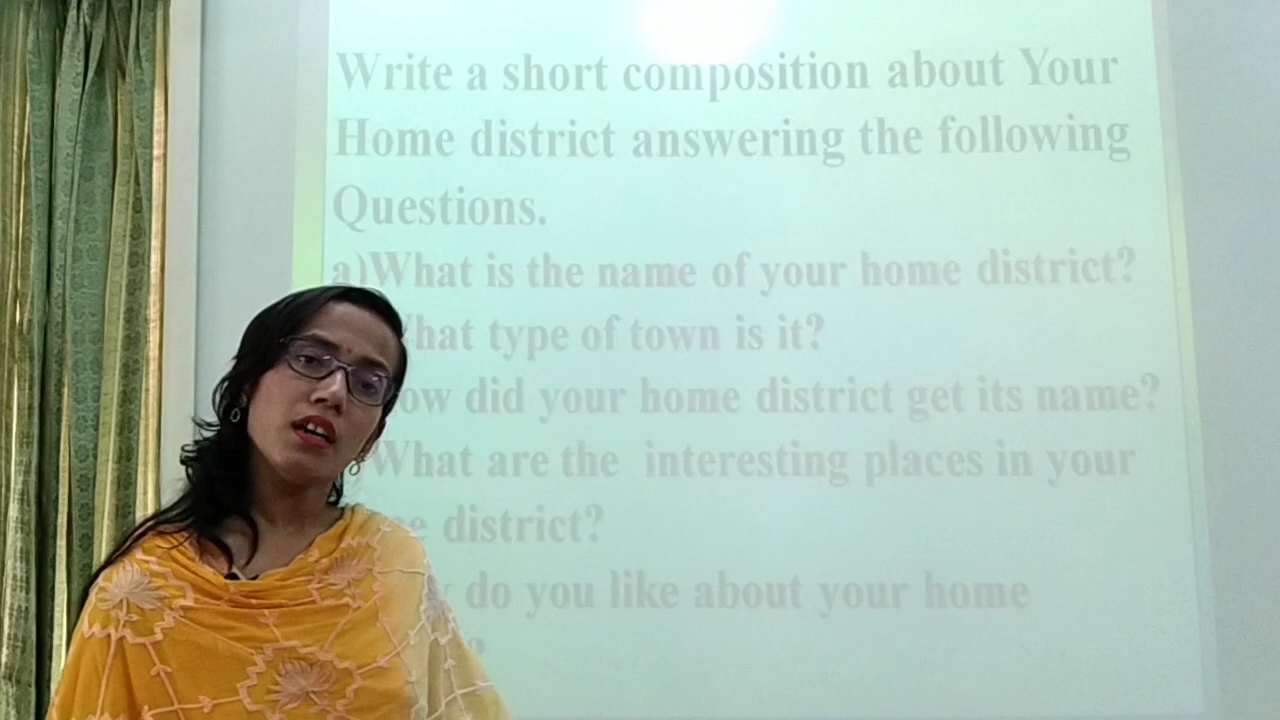 Write a short composition about Your
Home district answering the following
Questions.
a)What is the name of your home district?
type of town is it?
did your home district get its name?
What are the interesting places in your
district?
do you like about your home